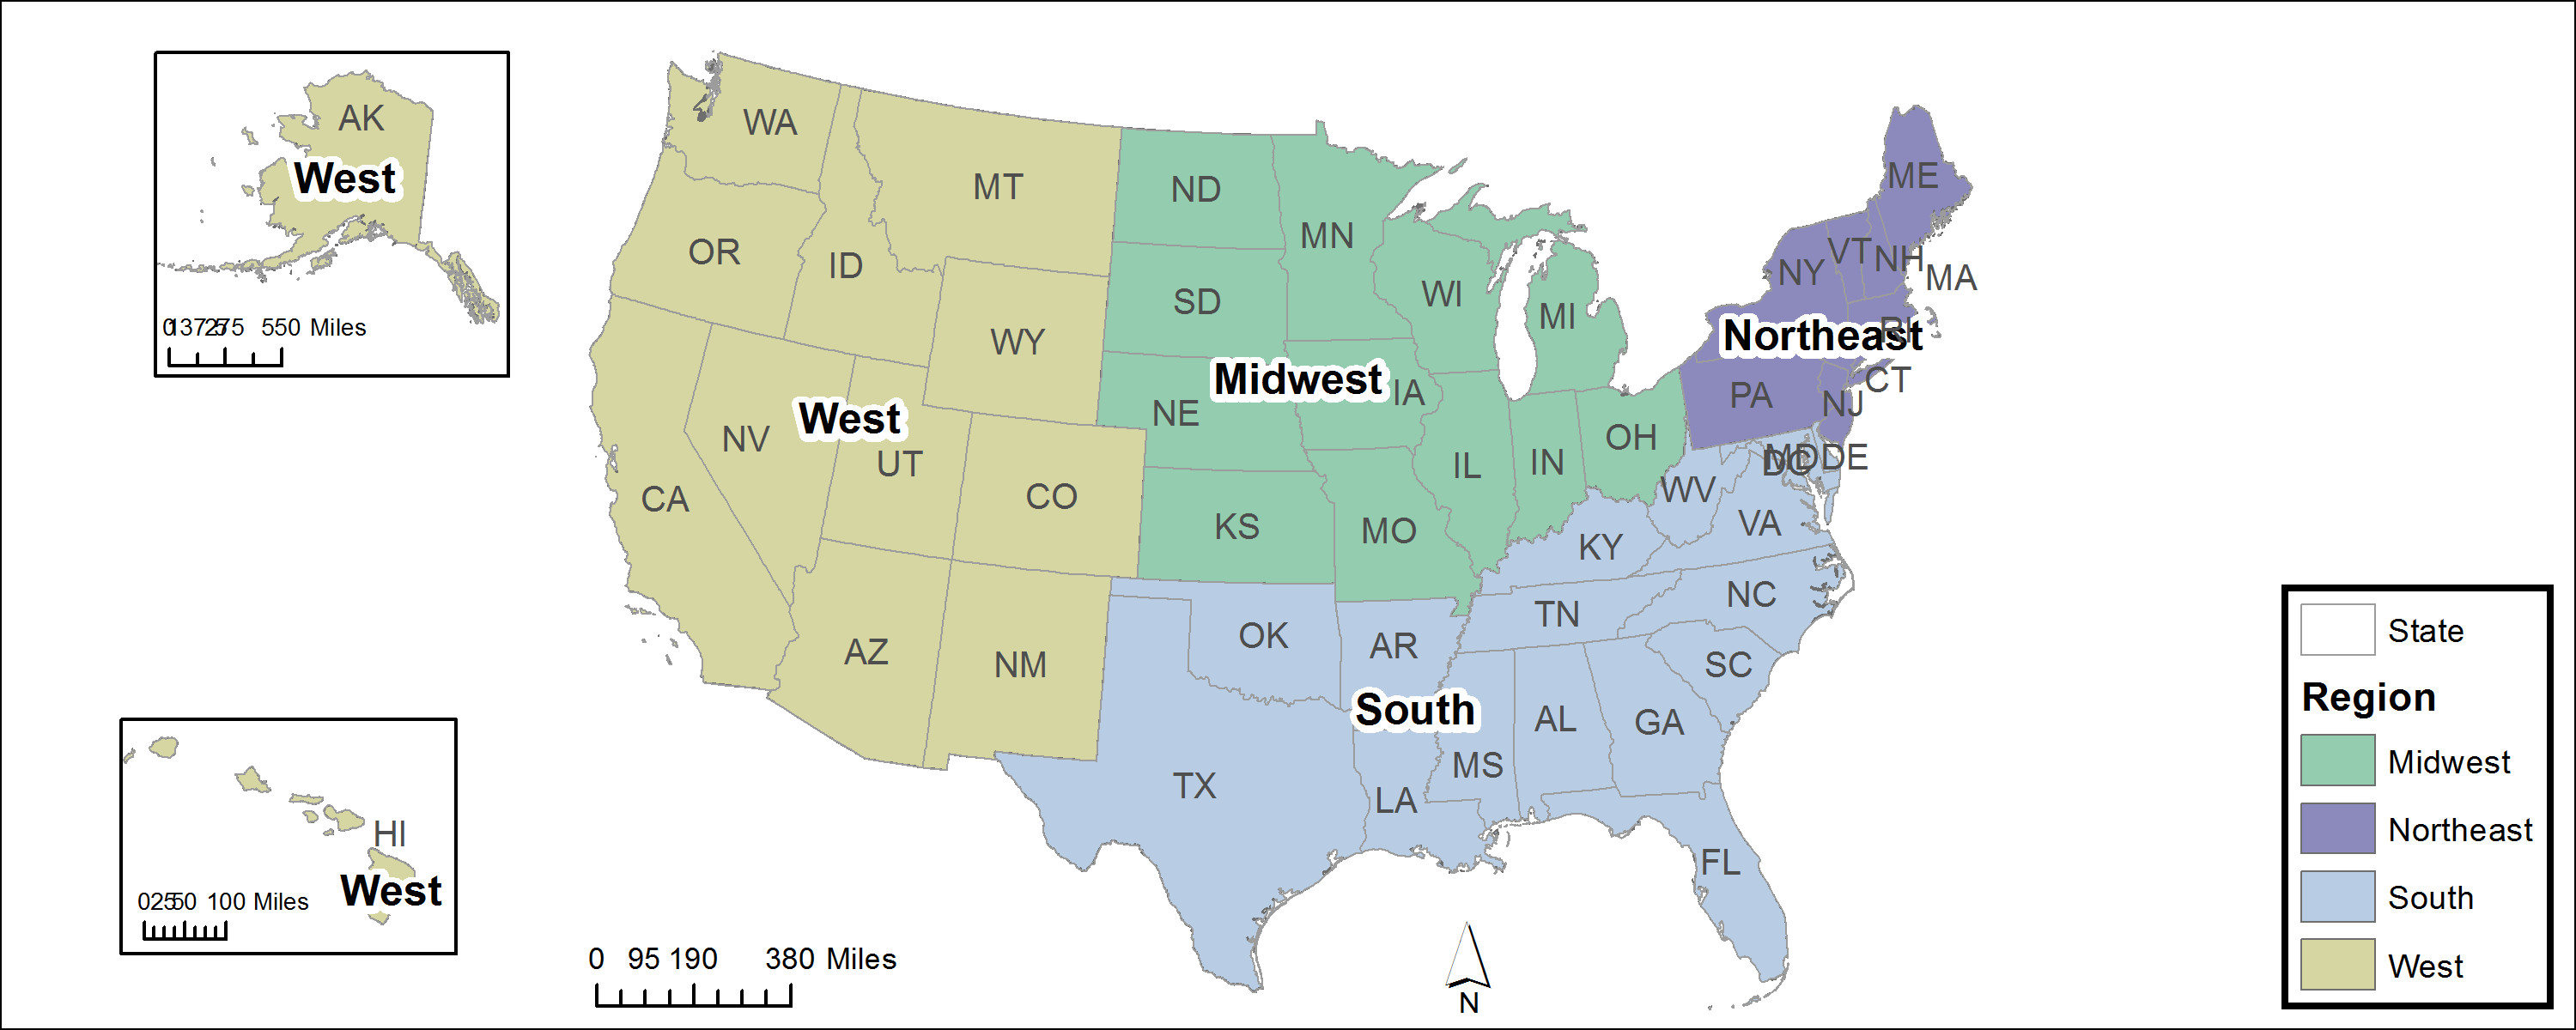 AK
West
0 137.5 275 550 Miles
HI
West
0 25 50 100 Miles
WA
MT
ND
MN
ME
OR
ID
SD
WI
MI
NY
VT
NH
MA
WY
RI
Northeast
Midwest
IA
PA
NJ
CT
NV
West
UT
NE
OH
CA
CO
IL
IN
MD
DC
DE
WV
KS
MO
VA
KY
NC
TN
OK
AR
AZ
NM
SC
South
AL
GA
TX
MS
LA
FL
0 95 190 380 Miles
N
State
Region
Midwest
Northeast
South
West